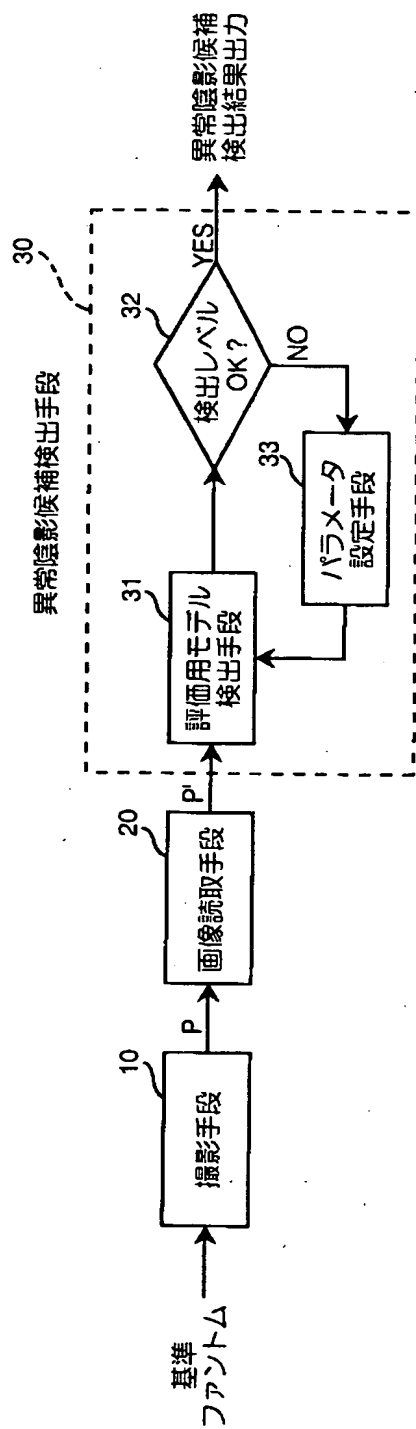 異常陰影候補検出手段
30
基準
ファントム
10
撮影手段
P
20
画像読取手段
P'
31
評価用モデル
検出手段
32
検出レベル
OK？
YES
NO
33
パラメータ
設定手段
異常陰影候補
検出結果出力